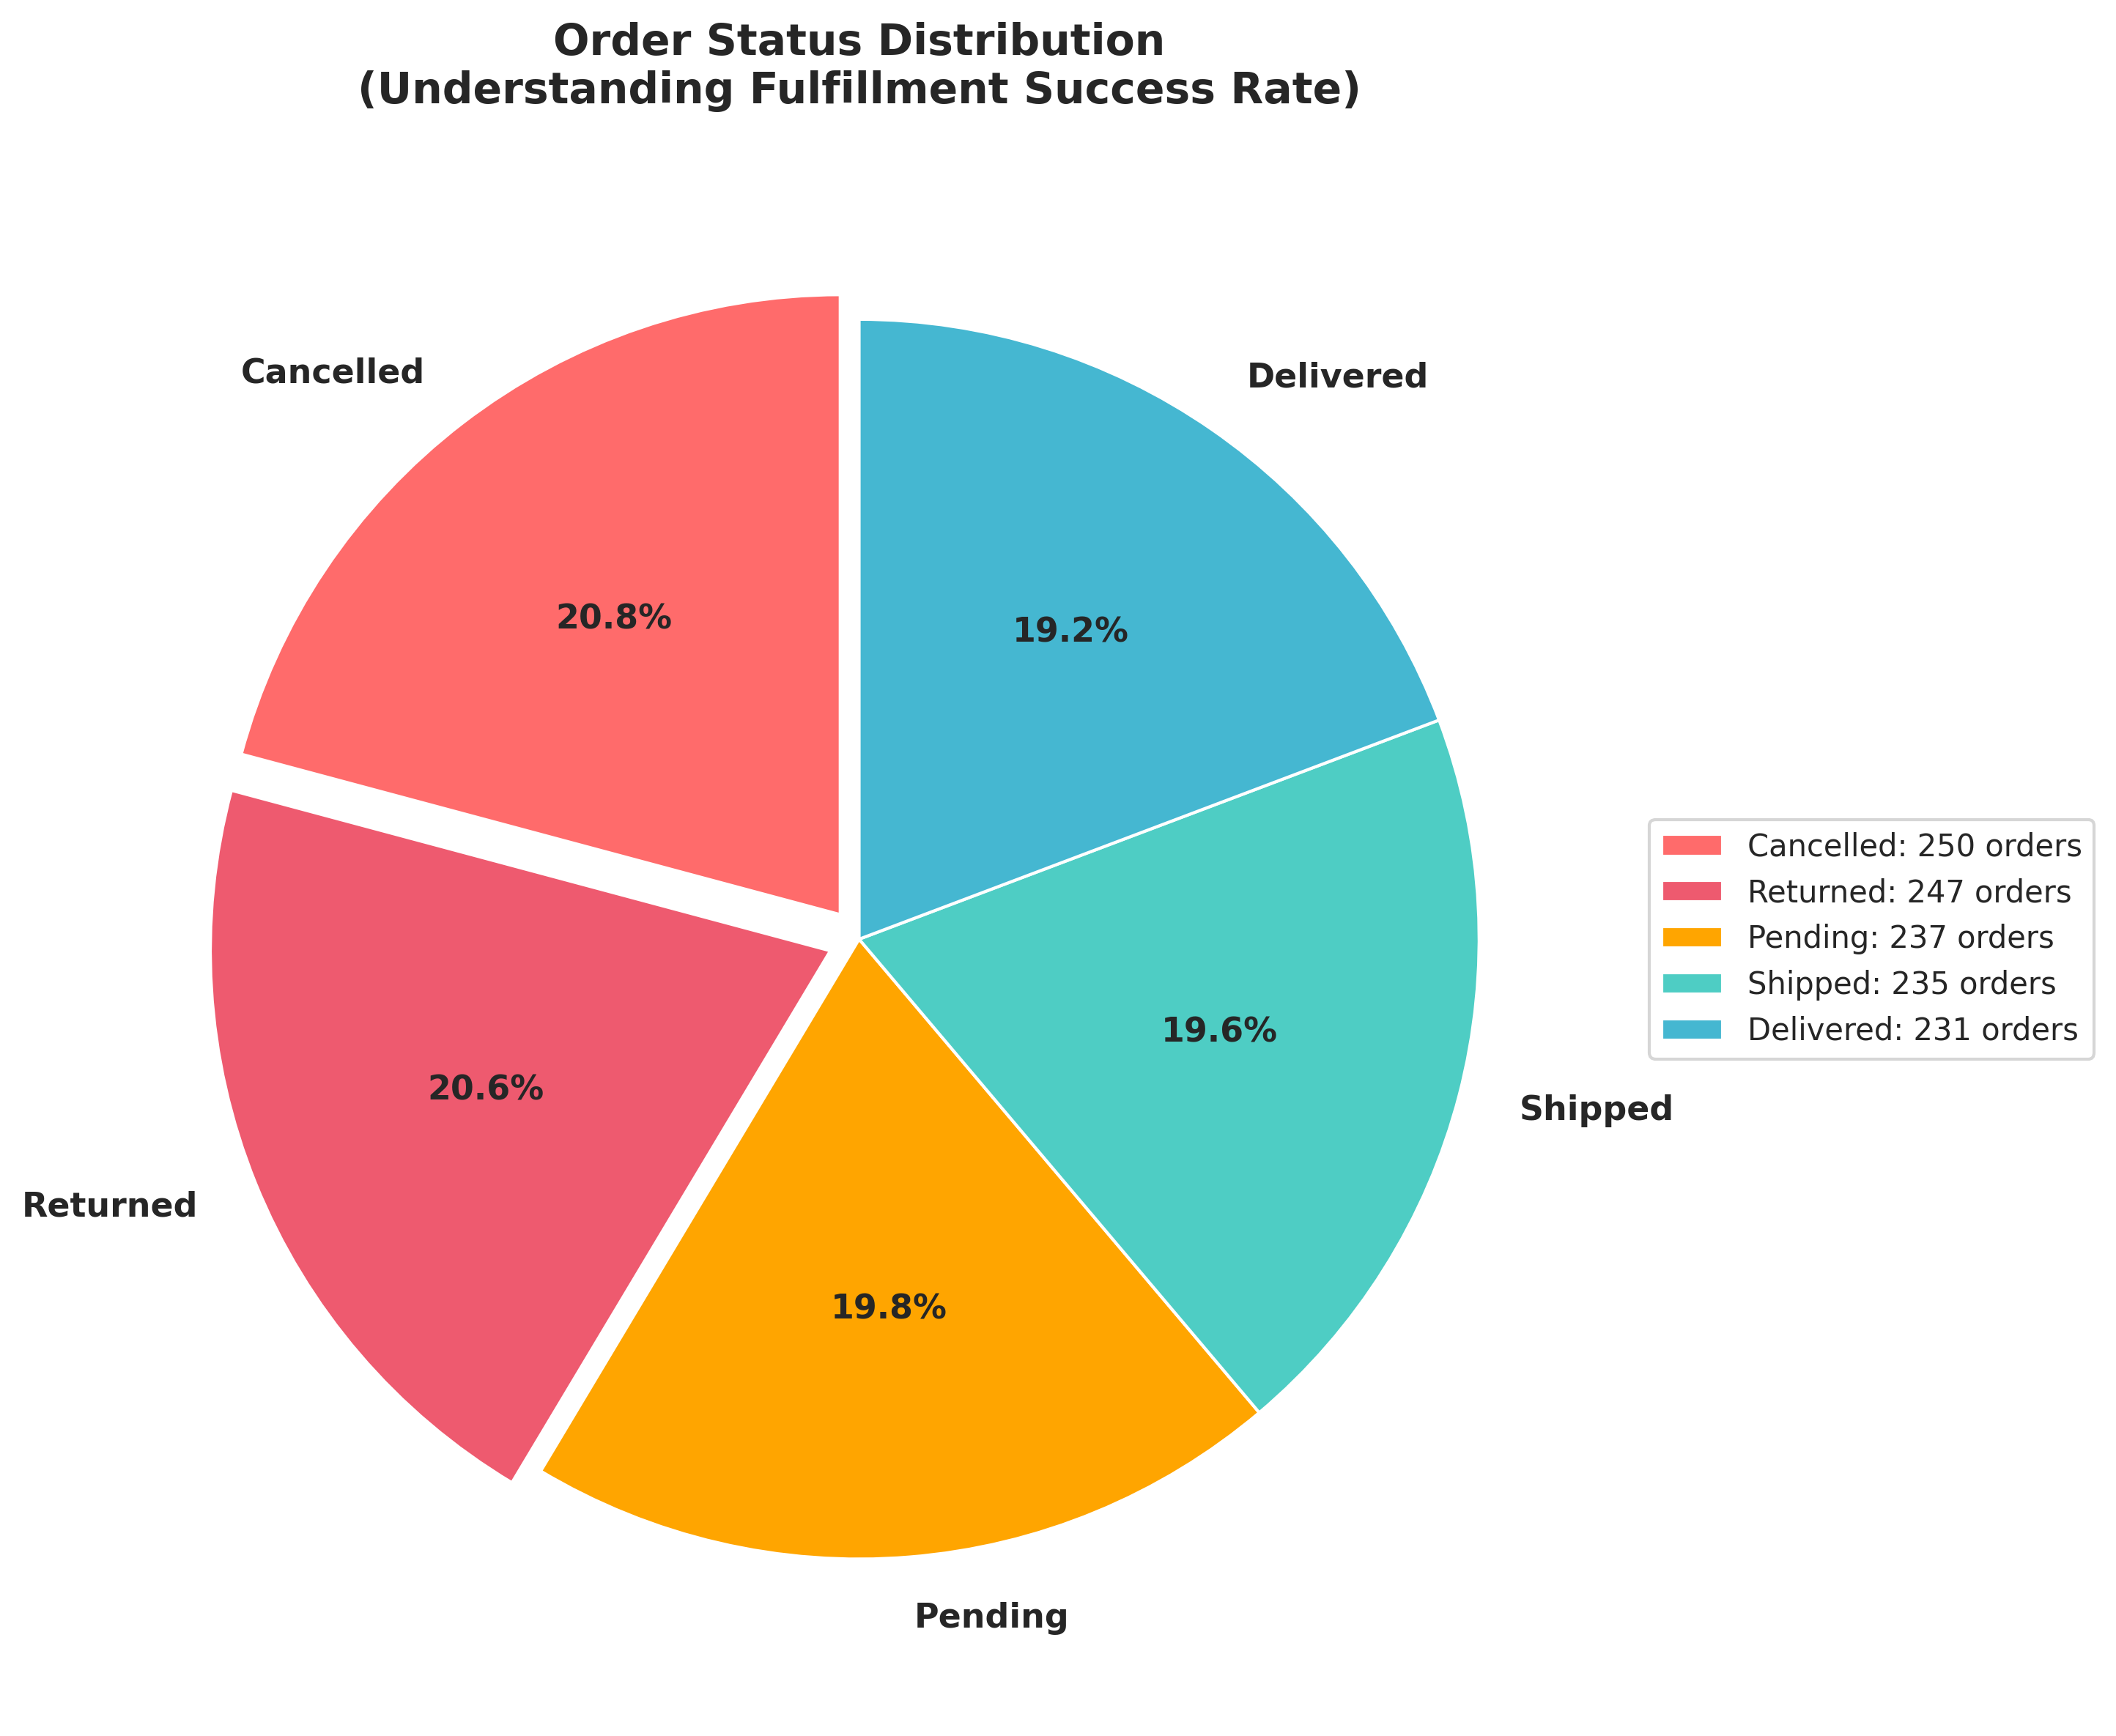 Order Status Distribution
(Understanding Fulfillment Success Rate)
Cancelled
Delivered
20.8%
19.2%
Cancelled: 250 orders
Returned: 247 orders
Pending: 237 orders
Shipped: 235 orders
Delivered: 231 orders
19.6%
20.6%
Shipped
Returned
19.8%
Pending